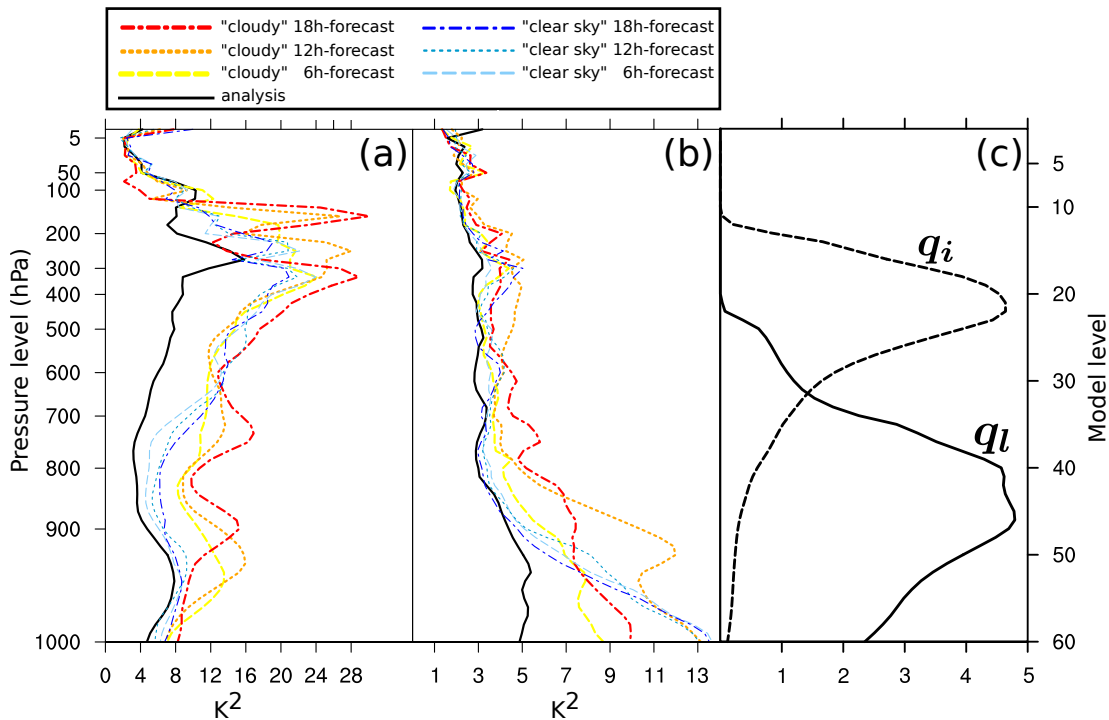 "cloudy" 18h-forecast "clear sky" 18h-forecast
"cloudy" 12h-forecast "clear sky" 12h-forecast
"cloudy" 6h-forecast "clear sky" 6h-forecast
analysis
(a) (b) (c)
Pressure level (hPa)
5
50
100
200
300
400
500
600
700
800
900
1000
0 4 8 12 16 20 24 28
K²
1 3 5 7 9 11 13
K²
q_i
q_l
1 2 3 4 5
5
10
20
30
40
50
60
Model level